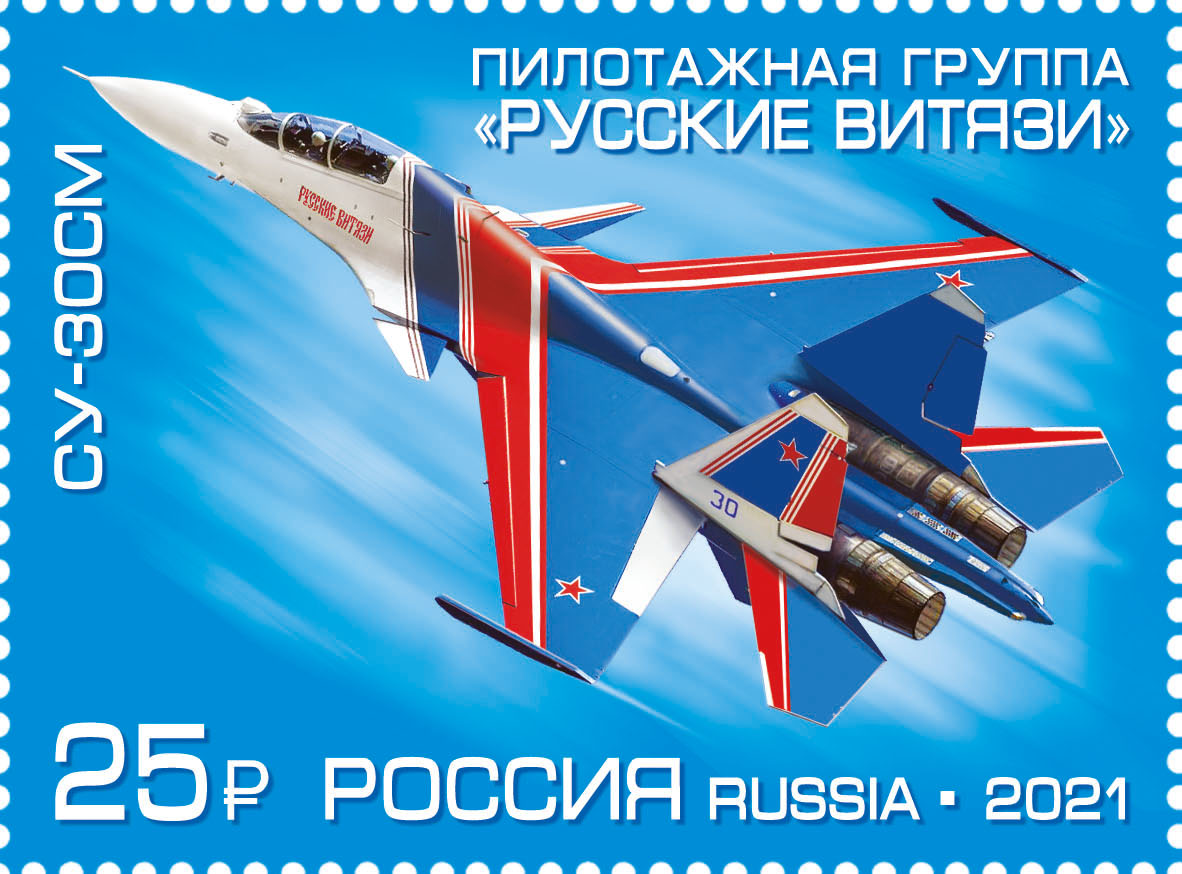 ПИЛОТАЖНАЯ ГРУППА
«РУССКИЕ ВИТЯЗИ»
СУ-30СМ
РУССКИЕ ВИТЯЗИ
30
25₽ РОССИЯ RUSSIA ▪ 2021